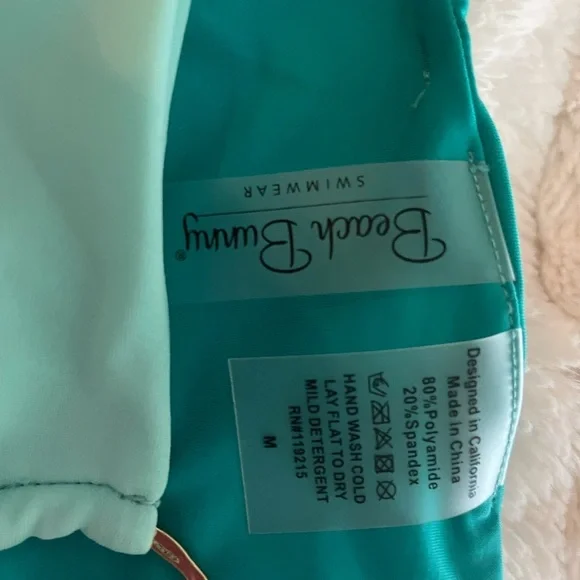 Beach Bunny®
SWIMWEAR
Designed in California
Made in China
80%Polyamide
20%Spandex
HAND WASH COLD
LAY FLAT TO DRY
MILD DETERGENT
RN#119215
M